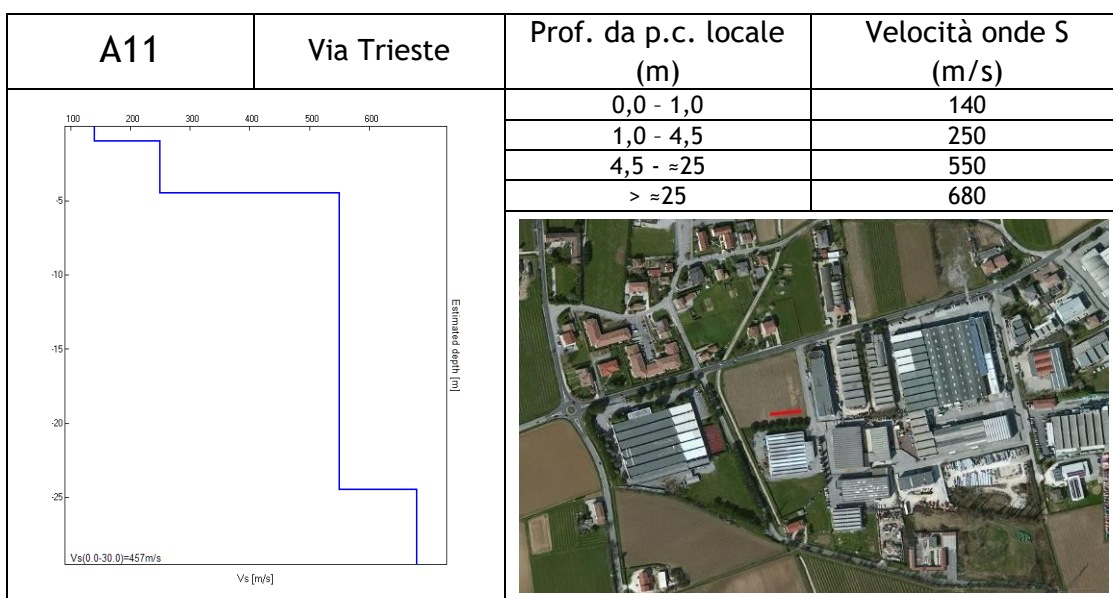 A11
Via Trieste
Prof. da p.c. locale
(m)
Velocità onde S
(m/s)
0,0 – 1,0 140
1,0 – 4,5 250
4,5 - ≈25 550
> ≈25 680
100 200 300 400 500 600
-5
-10
-15
-20
-25
Estimated depth [m]
Vs(0.0-30.0)=457m/s
Vs [m/s]